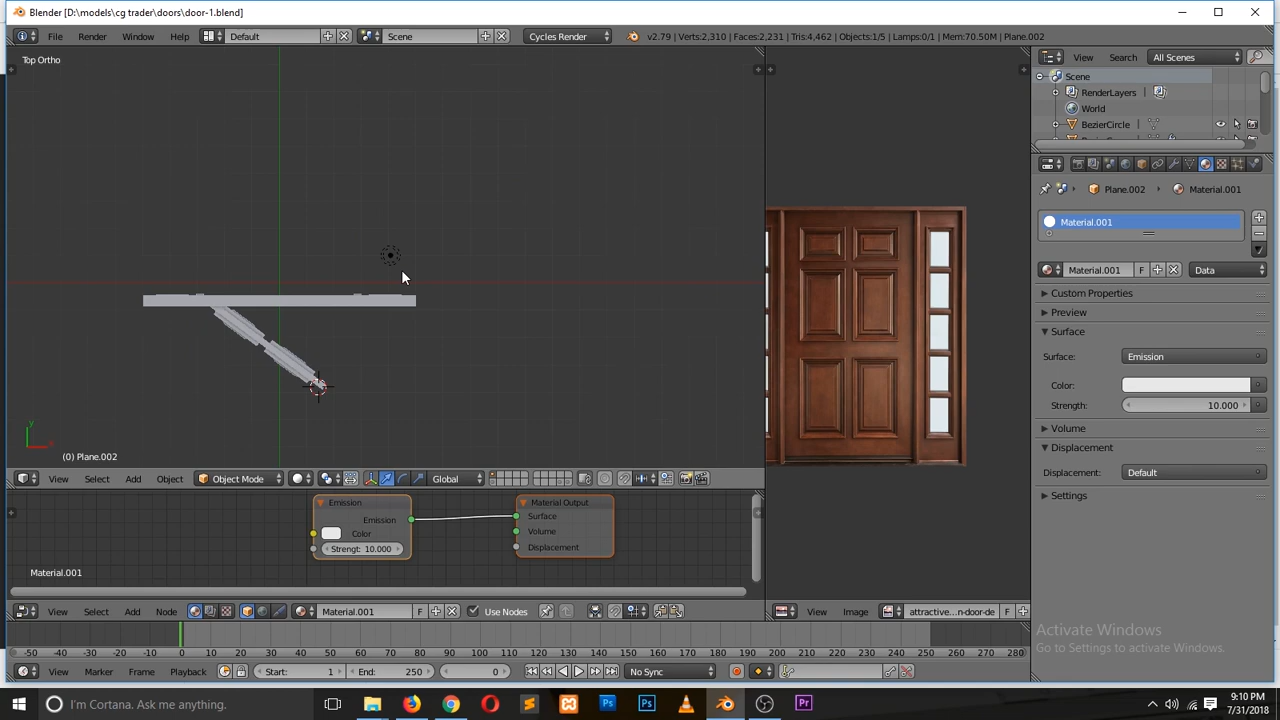 Blender [D:\models\cg trader\doors\door-1.blend]
File Render Window Help Default Scene Cycles Render v2.79 | Verts:2,310 | Faces:2,231 | Tris:4,462 | Objects:1/5 | Lamps:0/1 | Mem:70.50M | Plane.002
Top Ortho
View Search All Scenes
Scene
RenderLayers
World
BezierCircle
Plane.002 Material.001
Material.001
Material.001 F Data
Custom Properties
Preview
Surface
Surface: Emission
Color:
Strength: 10.000
Volume
Displacement
Displacement: Default
Settings
y
(0) Plane.002
View Select Add Object Object Mode Global
Emission
Emission
Color
Strengt: 10.000
Material Output
Surface
Volume
Displacement
Material.001
View Select Add Node Material.001 F Use Nodes
View Image attractive...n-door-de F
-50 -40 -30 -20 -10 0 10 20 30 40 50 60 70 80 90 100 110 120 130 140 150 160 170 180 190 200 210 220 230 240 250 260 270 280
View Marker Frame Playback Start: 1 End: 250 0 No Sync
Activate Windows
Go to Settings to activate Windows.
I'm Cortana. Ask me anything.
Ps Ps Pr
9:10 PM
7/31/2018